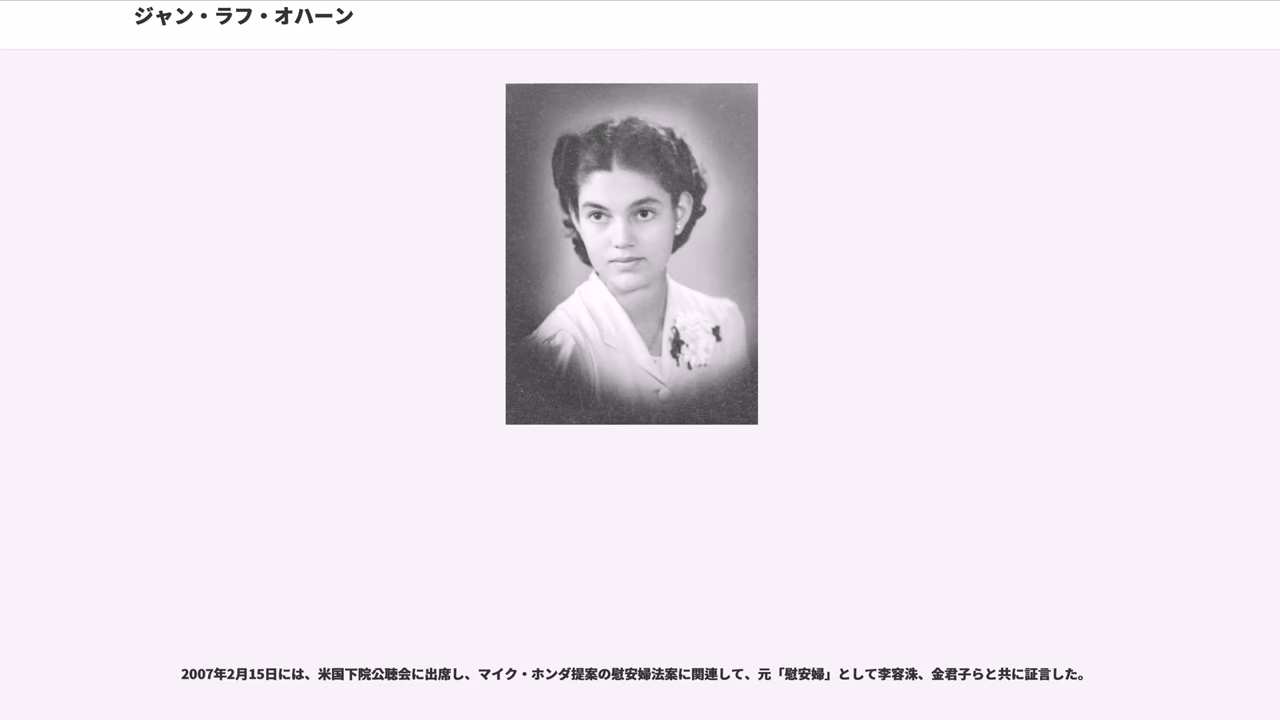 ジャン・ラフ・オハーン
2007年2月15日には、米国下院公聴会に出席し、マイク・ホンダ提案の慰安婦法案に関連して、元「慰安婦」として李容洙、金君子らと共に証言した。